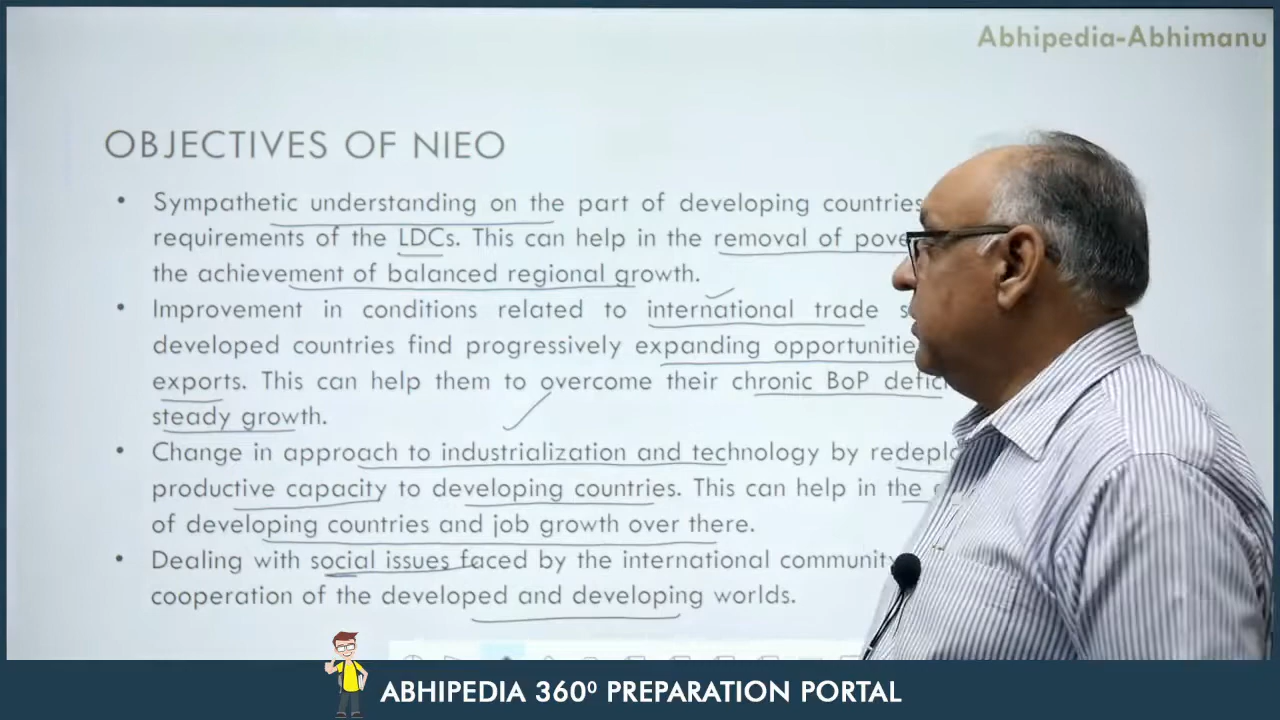 Abhipedia-Abhimanu
OBJECTIVES OF NIEO
• Sympathetic understanding on the part of developing countries
requirements of the LDCs. This can help in the removal of
the achievement of balanced regional growth.
• Improvement in conditions related to international trade
developed countries find progressively expanding
exports. This can help them to overcome their chronic BoP
steady growth.
• Change in approach to industrialization and technology by
productive capacity to developing countries. This can help in the
of developing countries and job growth over there.
• Dealing with social issues faced by the international
cooperation of the developed and developing worlds.
ABHIPEDIA 360⁰ PREPARATION PORTAL